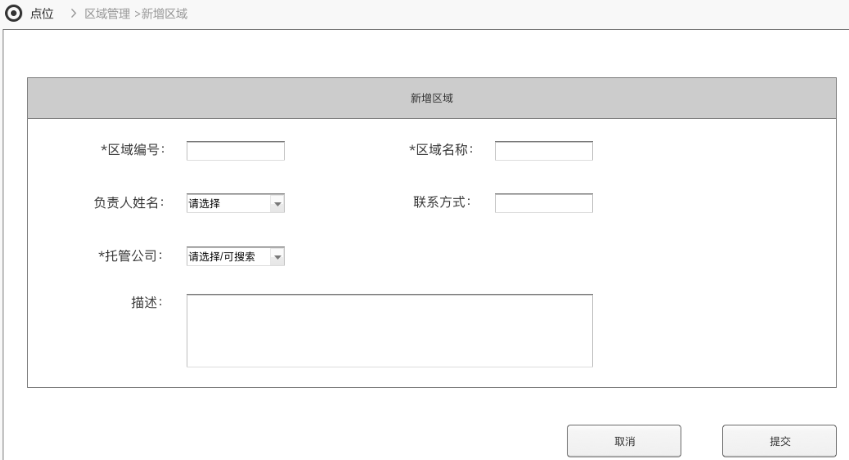 点位 > 区域管理 >新增区域
新增区域
*区域编号： *区域名称：
负责人姓名： 请选择 联系方式：
*托管公司： 请选择/可搜索
描述：
取消 提交